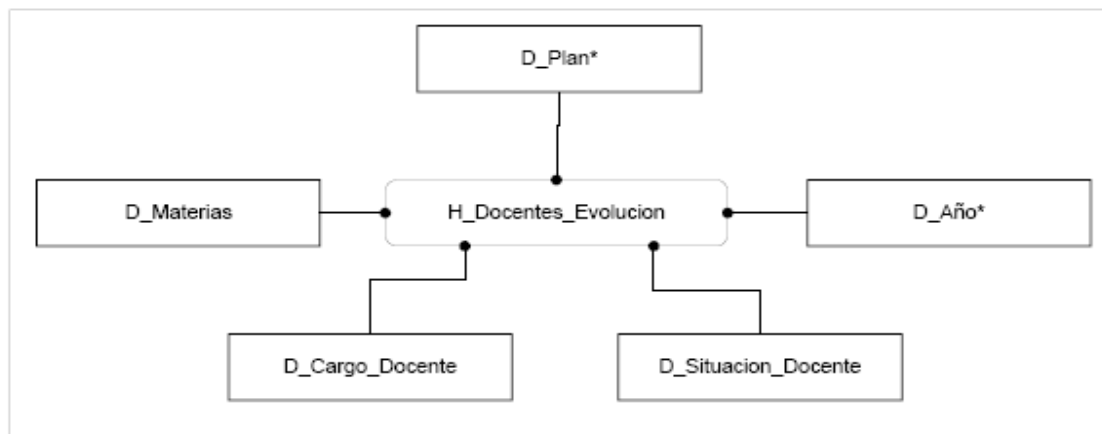 D_Plan*
D_Materias
H_Docentes_Evolucion
D_Año*
D_Cargo_Docente
D_Situacion_Docente